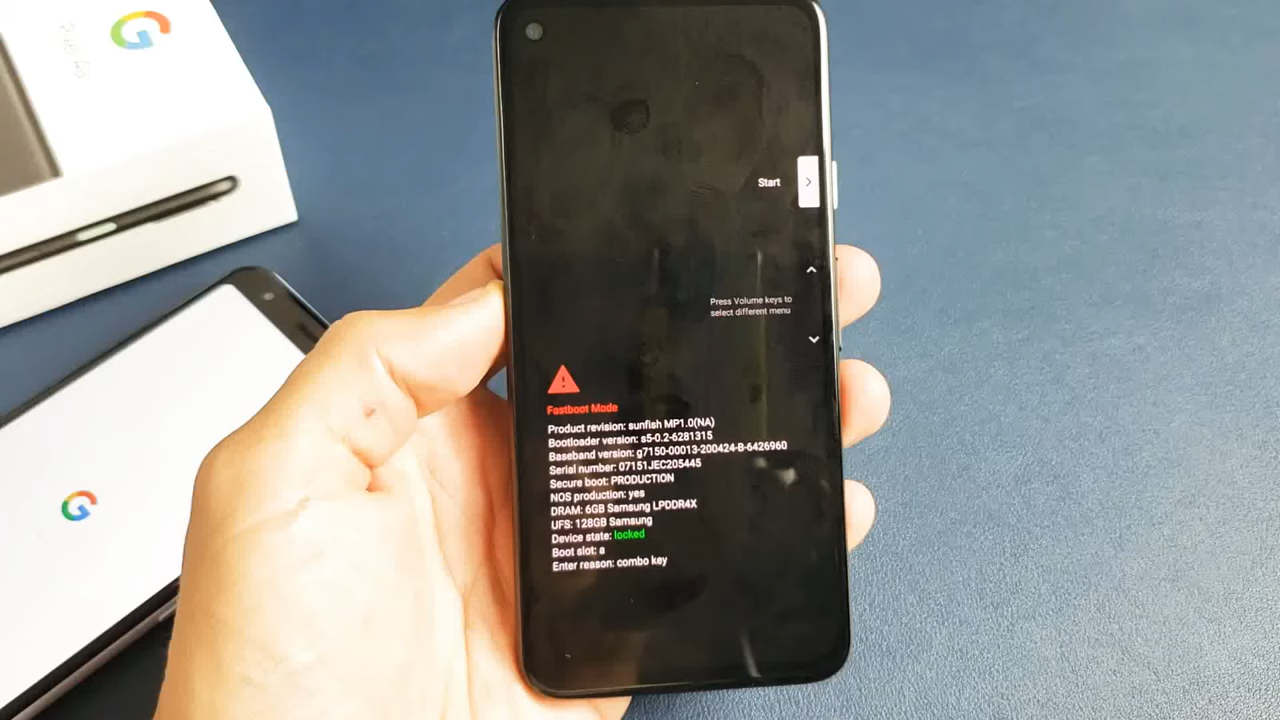 Start
Press Volume keys to
select different menu
Fastboot Mode
Product revision: sunfish MP1.0(NA)
Bootloader version: s5-0.2-6281315
Baseband version: g7150-00013-200424-B-6426960
Serial number: 07151JEC205445
Secure boot: PRODUCTION
NOS production: yes
DRAM: 6GB Samsung LPDDR4X
UFS: 128GB Samsung
Device state: locked
Boot slot: a
Enter reason: combo key